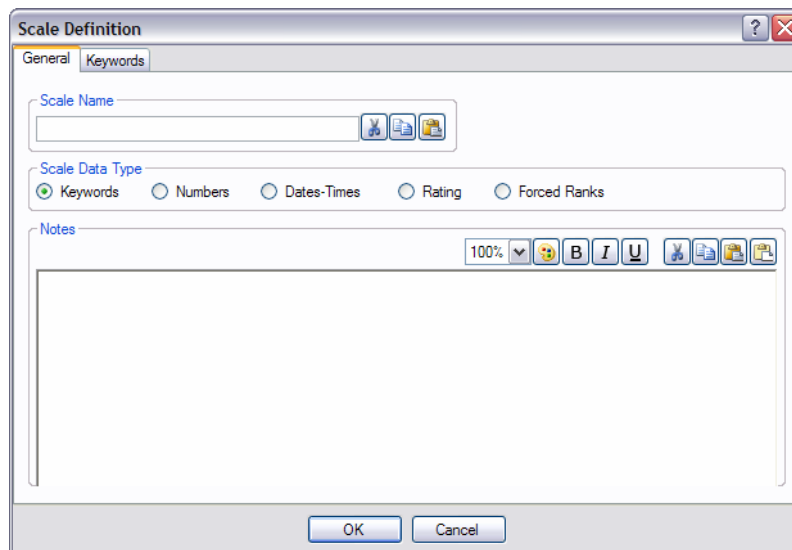 Scale Definition
?
General Keywords
Scale Name
Scale Data Type
Keywords Numbers Dates-Times Rating Forced Ranks
Notes
100% B I U
OK Cancel